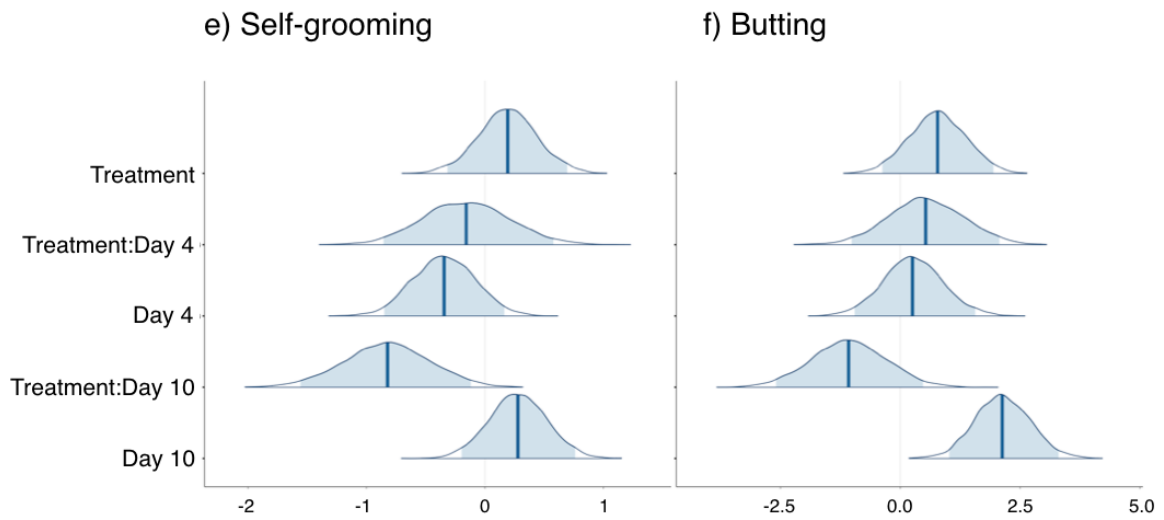 e) Self-grooming
f) Butting
Treatment
Treatment:Day 4
Day 4
Treatment:Day 10
Day 10
-2 -1 0 1
-2.5 0.0 2.5 5.0